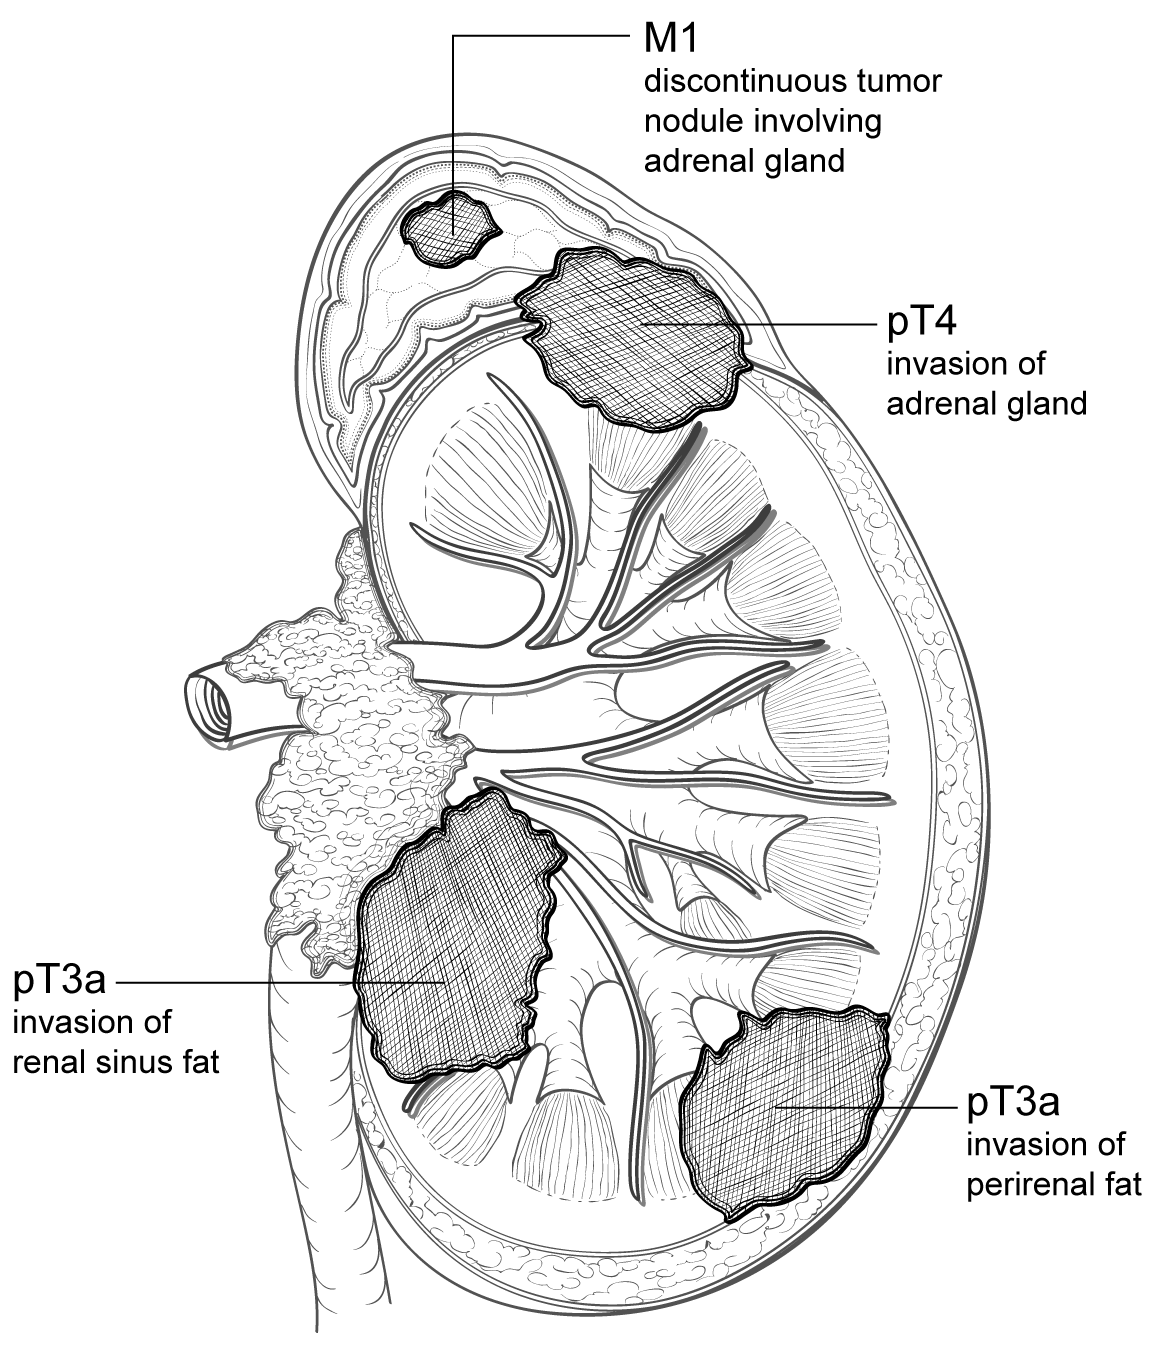 M1
discontinuous tumor
nodule involving
adrenal gland
pT4
invasion of
adrenal gland
pT3a
invasion of
renal sinus fat
pT3a
invasion of
perirenal fat